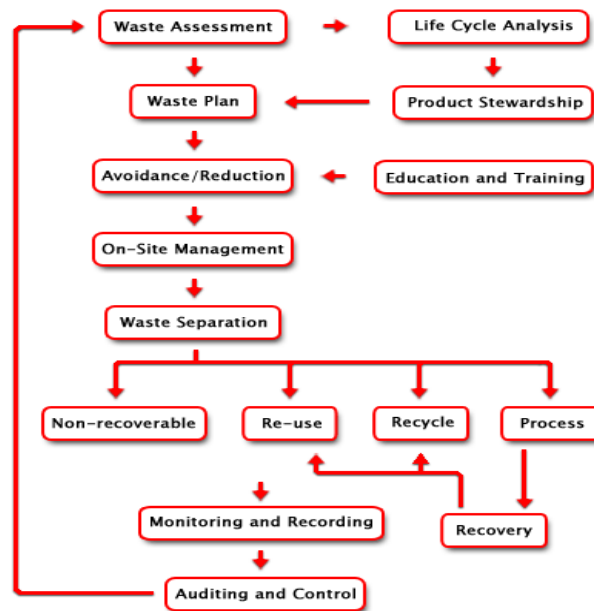 Waste Assessment
Life Cycle Analysis
Waste Plan
Product Stewardship
Avoidance/Reduction
Education and Training
On-Site Management
Waste Separation
Non-recoverable
Re-use
Recycle
Process
Monitoring and Recording
Recovery
Auditing and Control